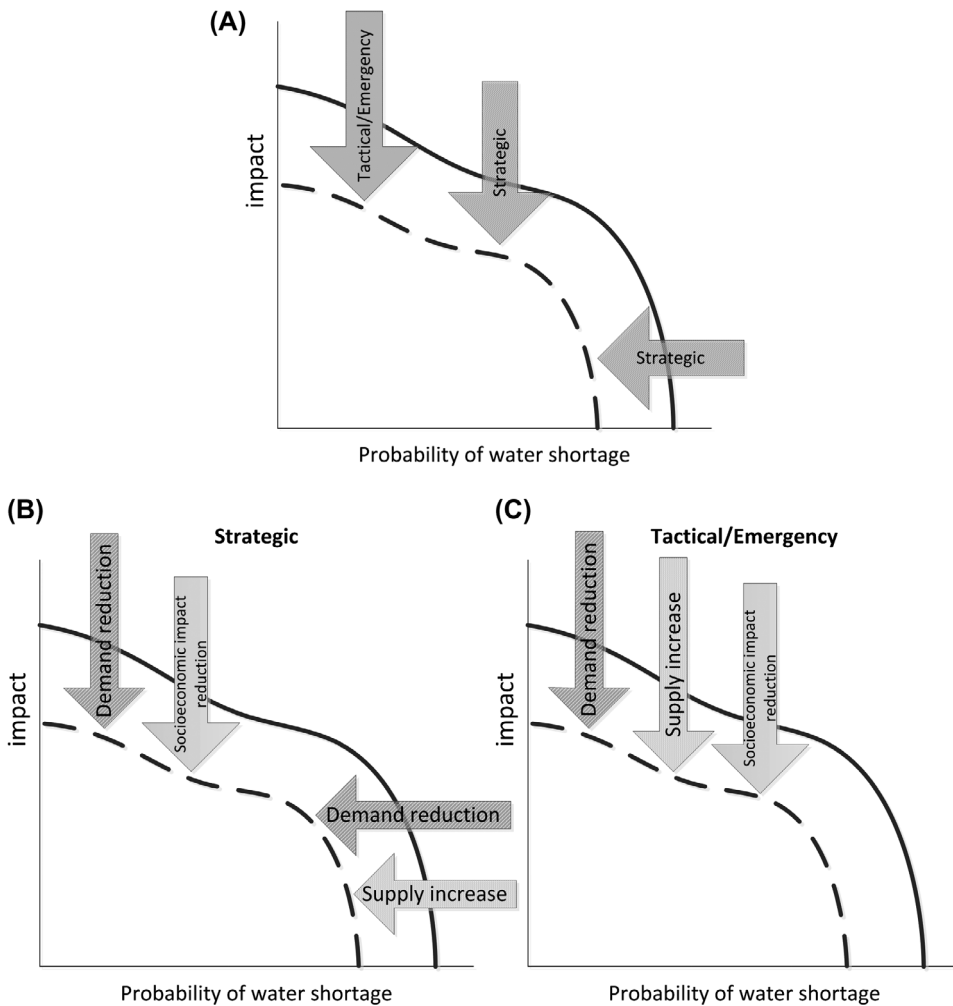 (A)
Tactical/Emergency
Strategic
impact
Strategic
Probability of water shortage
(B)
Strategic
Demand reduction
Socioeconomic impact
reduction
impact
Demand reduction
Supply increase
Probability of water shortage
(C)
Tactical/Emergency
Demand reduction
Supply increase
Socioeconomic impact
reduction
impact
Probability of water shortage